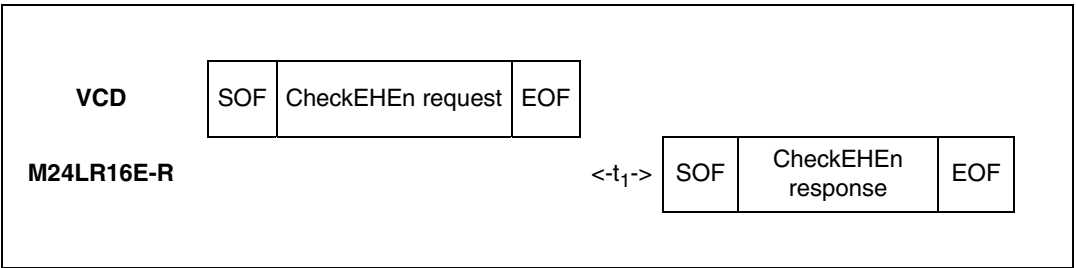 VCD SOF CheckEHEn request EOF
M24LR16E-R <-t1-> SOF CheckEHEn response EOF